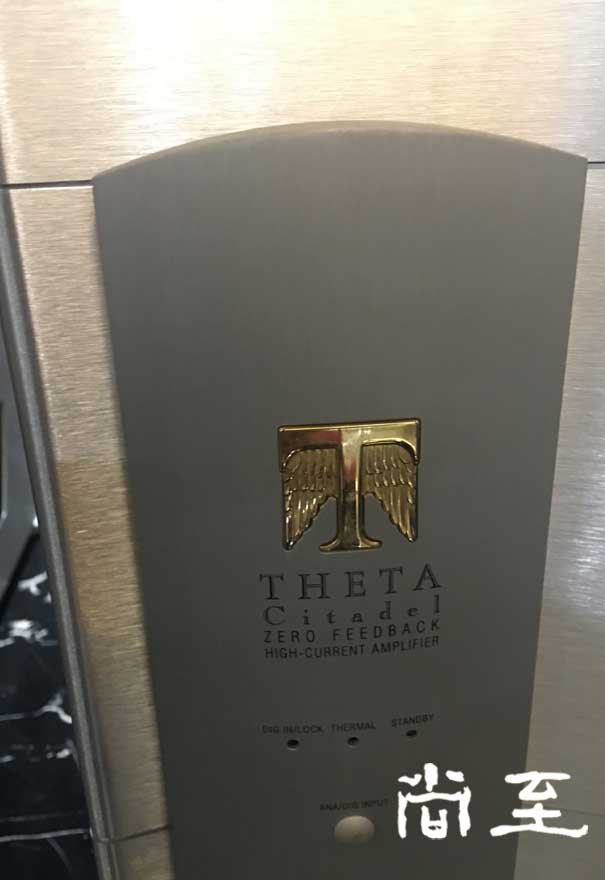 T
THETA
Citadel
ZERO FEEDBACK
HIGH-CURRENT AMPLIFIER
DIG IN/LOCK THERMAL STANDBY
ANA/DIG INPUT
尚至